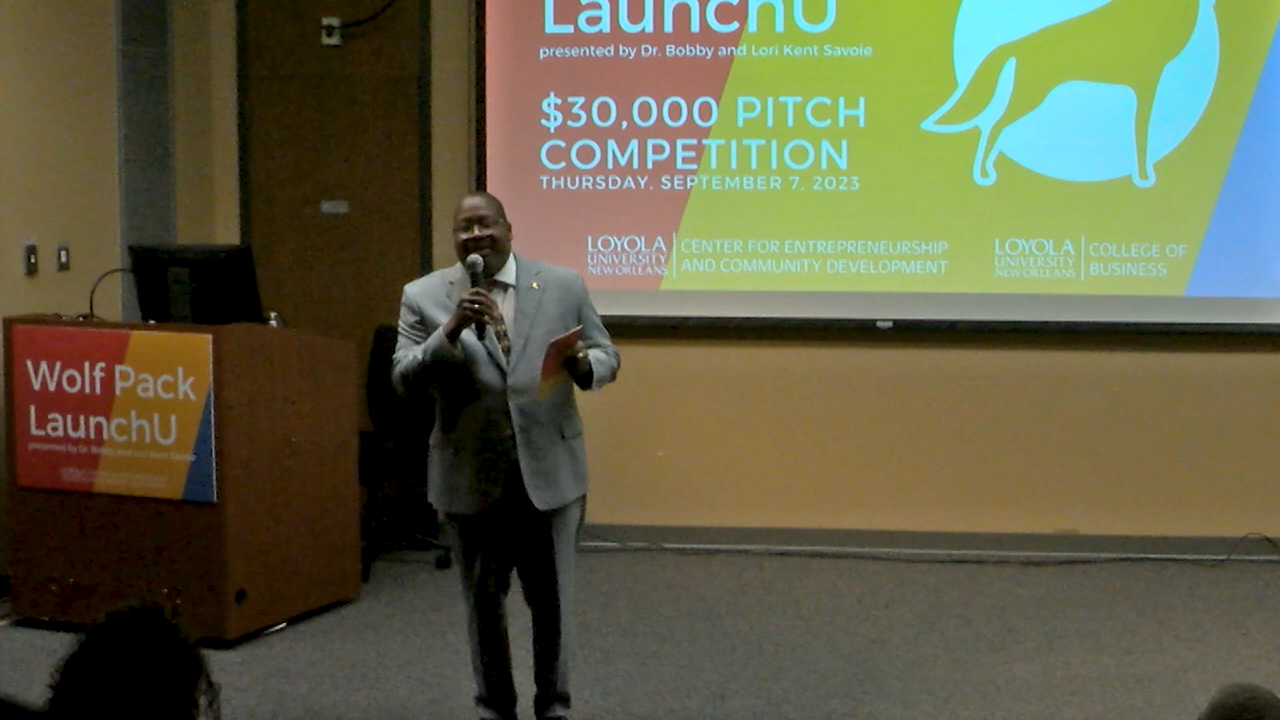 LaunchU
presented by Dr. Bobby and Lori Kent Savoie
$30,000 PITCH
COMPETITION
THURSDAY, SEPTEMBER 7, 2023
LOYOLA
UNIVERSITY
NEW ORLEANS
CENTER FOR ENTREPRENEURSHIP
AND COMMUNITY DEVELOPMENT
LOYOLA
UNIVERSITY
NEW ORLEANS
COLLEGE OF
BUSINESS
Wolf Pack
LaunchU
presented by Dr. Bobby and Lori Kent Savoie